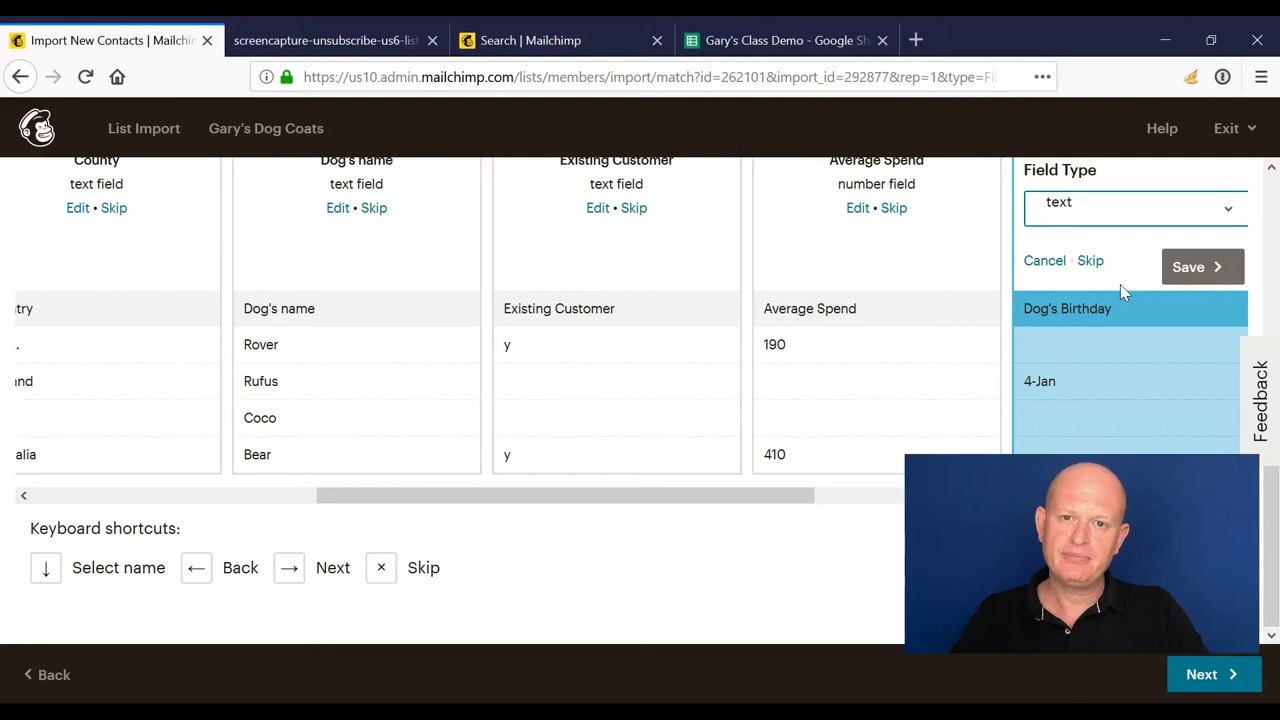 Import New Contacts | Mailchin
screencapture-unsubscribe-us6-list
Search | Mailchimp
Gary's Class Demo - Google Sh
https://us10.admin.mailchimp.com/lists/members/import/match?id=262101&import_id=292877&rep=1&type=Fi
List Import
Gary's Dog Coats
Help
Exit
County
Dog's name
Existing Customer
Average Spend
Field Type
text field
text field
text field
number field
text
Edit • Skip
Edit • Skip
Edit • Skip
Edit • Skip
Cancel • Skip
Save
try
Dog's name
Existing Customer
Average Spend
Dog's Birthday
.
Rover
y
190
nd
Rufus
4-Jan
Coco
alia
Bear
y
410
Feedback
Keyboard shortcuts:
↓ Select name ← Back → Next × Skip
Back
Next